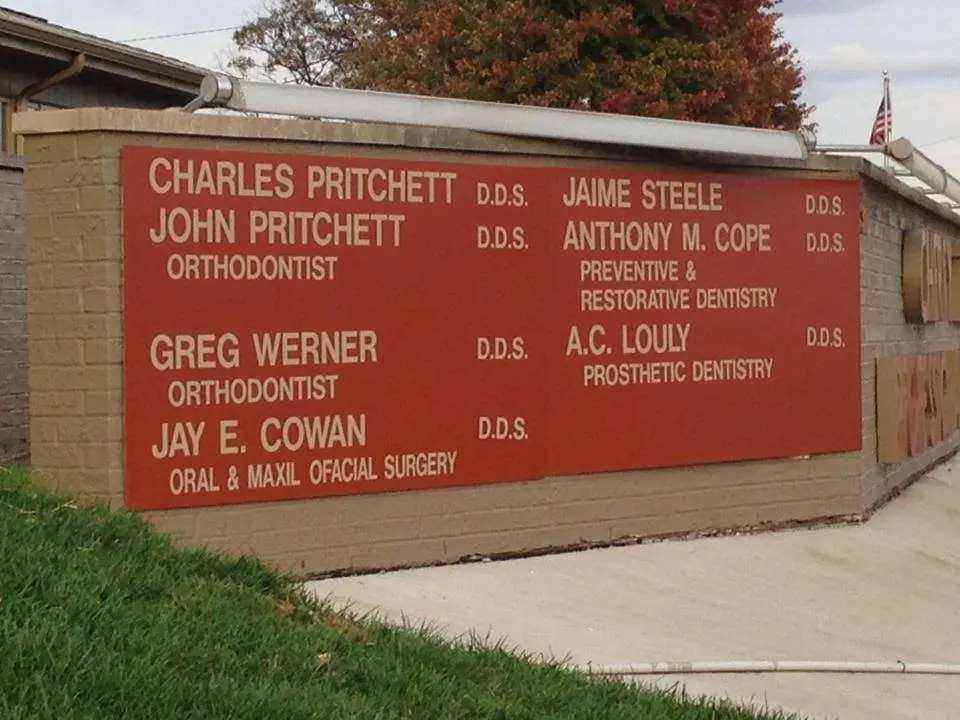 CHARLES PRITCHETT D.D.S.
JOHN PRITCHETT D.D.S.
ORTHODONTIST
GREG WERNER D.D.S.
ORTHODONTIST
JAY E. COWAN D.D.S.
ORAL & MAXIL OFACIAL SURGERY
JAIME STEELE D.D.S.
ANTHONY M. COPE D.D.S.
PREVENTIVE &
RESTORATIVE DENTISTRY
A.C. LOULY D.D.S.
PROSTHETIC DENTISTRY